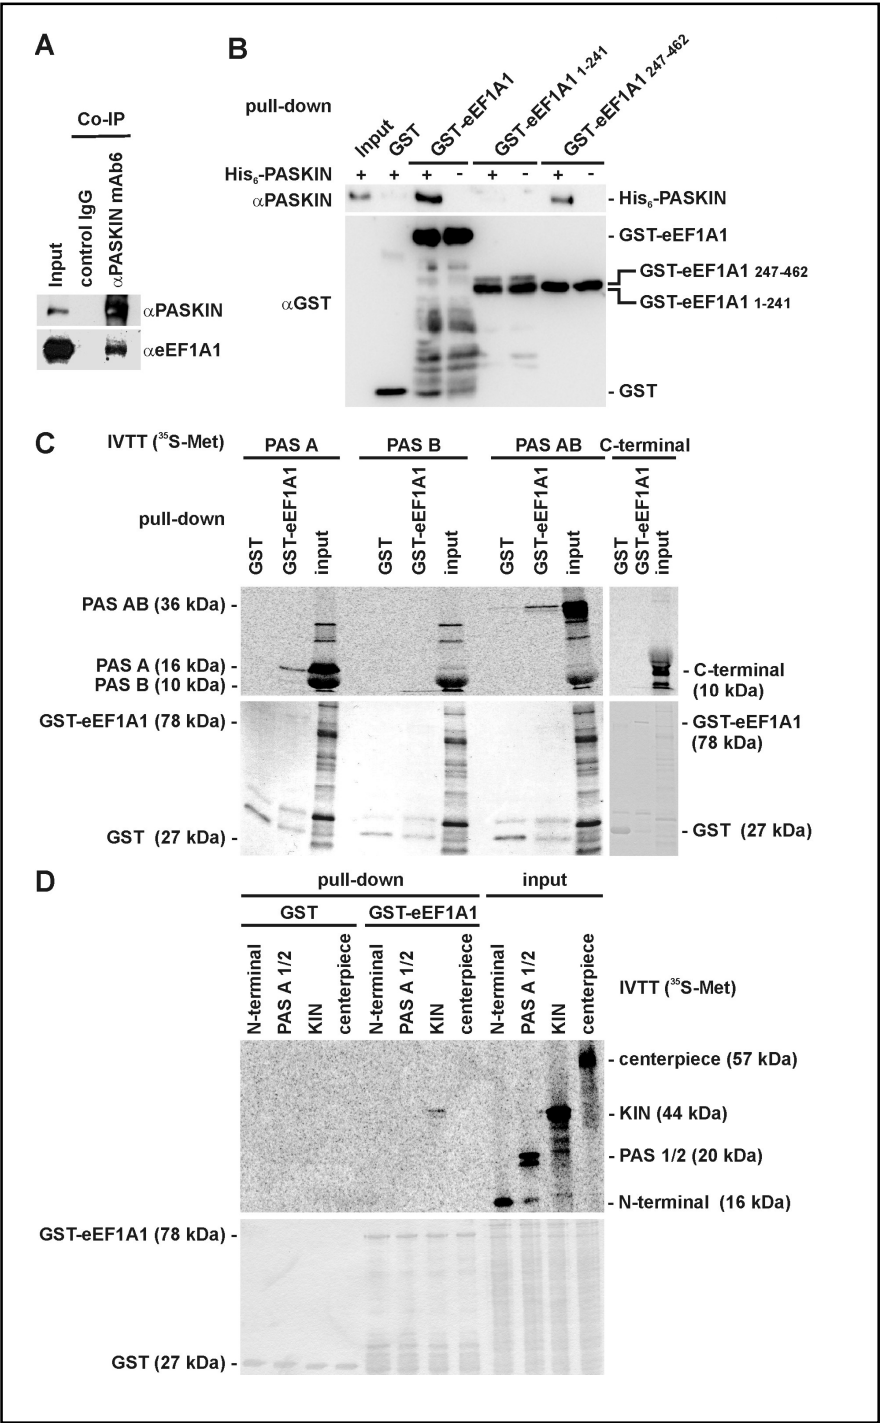 A
Co-IP
Input
control IgG
αPASKIN mAb6
αPASKIN
αeEF1A1
B
pull-down
Input
GST
GST-eEF1A1
GST-eEF1A1 1-241
GST-eEF1A1 247-462
His6-PASKIN + + + - + - + -
αPASKIN
- His6-PASKIN
αGST
- GST-eEF1A1
GST-eEF1A1 247-462
GST-eEF1A1 1-241
- GST
C
IVTT (35S-Met)
PAS A PAS B PAS AB C-terminal
pull-down
GST
GST-eEF1A1
input
GST
GST-eEF1A1
input
GST
GST-eEF1A1
input
GST
GST-eEF1A1
input
PAS AB (36 kDa) -
PAS A (16 kDa) -
PAS B (10 kDa) -
- C-terminal
(10 kDa)
GST-eEF1A1 (78 kDa) -
- GST-eEF1A1
(78 kDa)
GST (27 kDa) -
- GST (27 kDa)
D
pull-down input
GST GST-eEF1A1
N-terminal
PAS A 1/2
KIN
centerpiece
N-terminal
PAS A 1/2
KIN
centerpiece
N-terminal
PAS A 1/2
KIN
centerpiece
IVTT (35S-Met)
- centerpiece (57 kDa)
- KIN (44 kDa)
- PAS 1/2 (20 kDa)
- N-terminal (16 kDa)
GST-eEF1A1 (78 kDa) -
GST (27 kDa) -